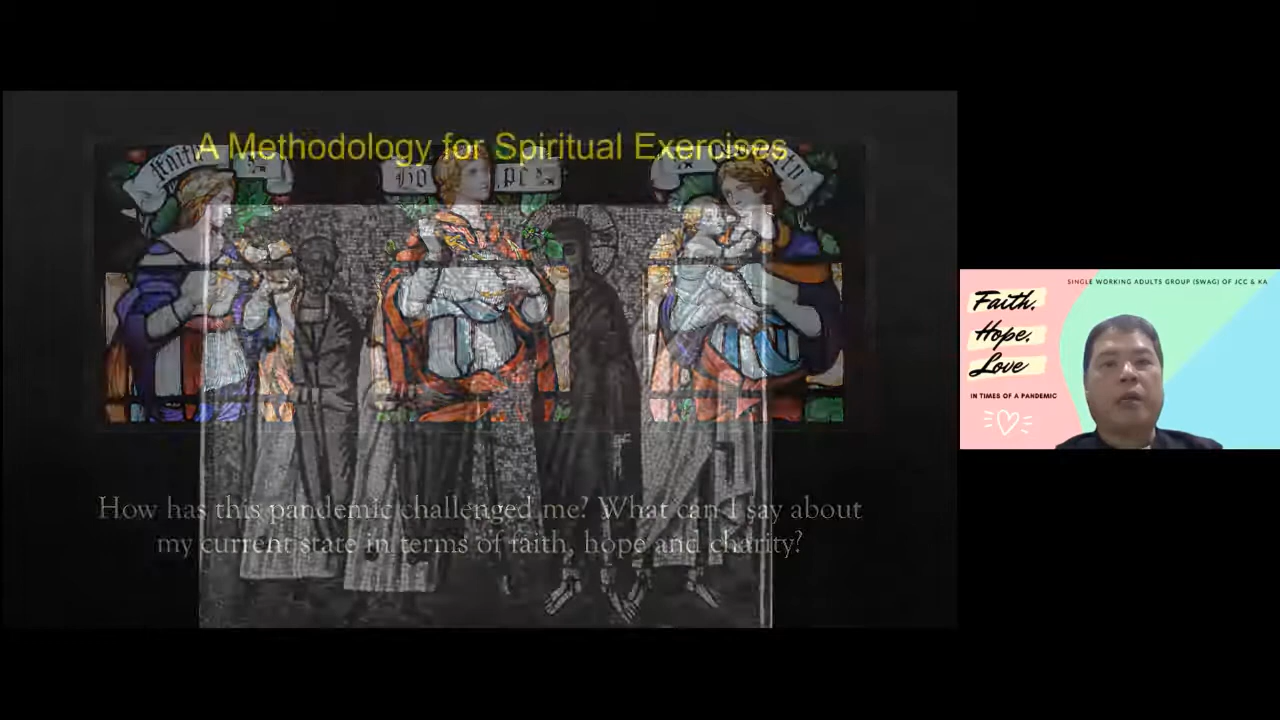 A Methodology for Spiritual Exercises
Faith
Hope
How has this pandemic challenged me? What can I say about
my current state in terms of faith, hope and charity?
SINGLE WORKING ADULTS GROUP (SWAG) OF JCC & KA
Faith.
Hope.
Love
IN TIMES OF A PANDEMIC